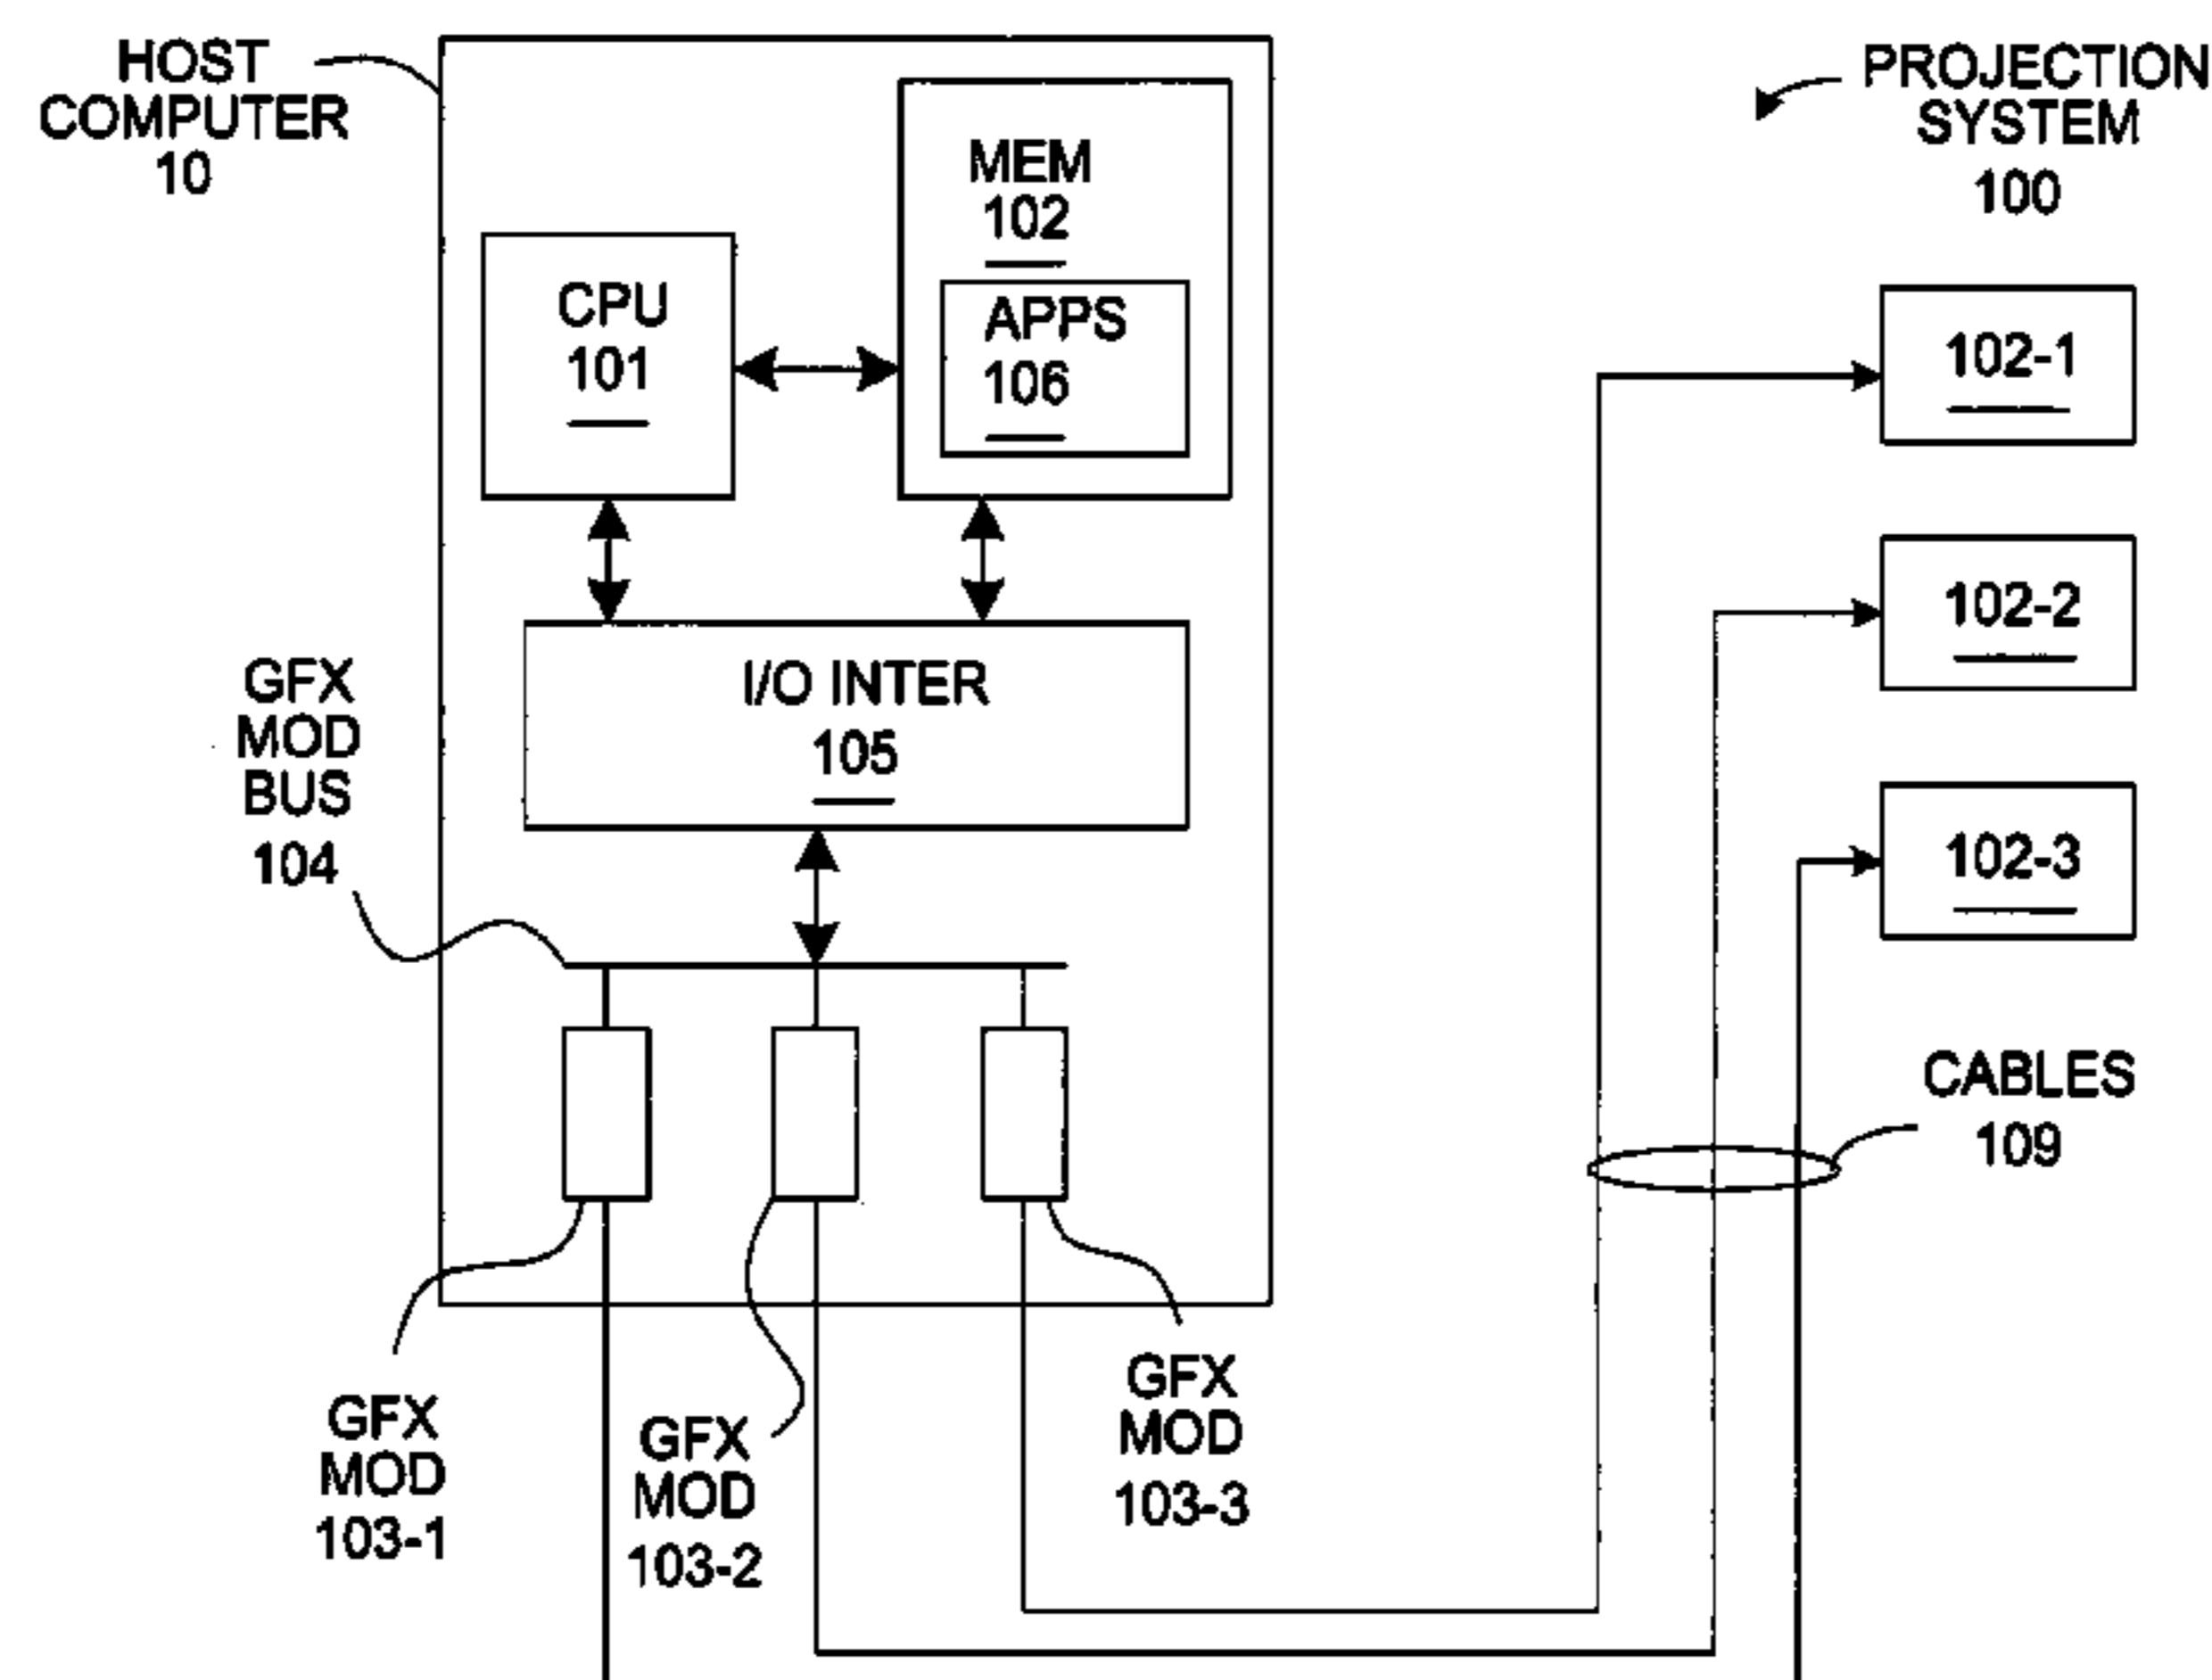 HOST
COMPUTER
10
PROJECTION
SYSTEM
100
MEM
102
CPU
101
APPS
106
102-1
102-2
I/O INTER
105
GFX
MOD
BUS
104
102-3
CABLES
109
GFX
MOD
103-1
GFX
MOD
103-2
GFX
MOD
103-3